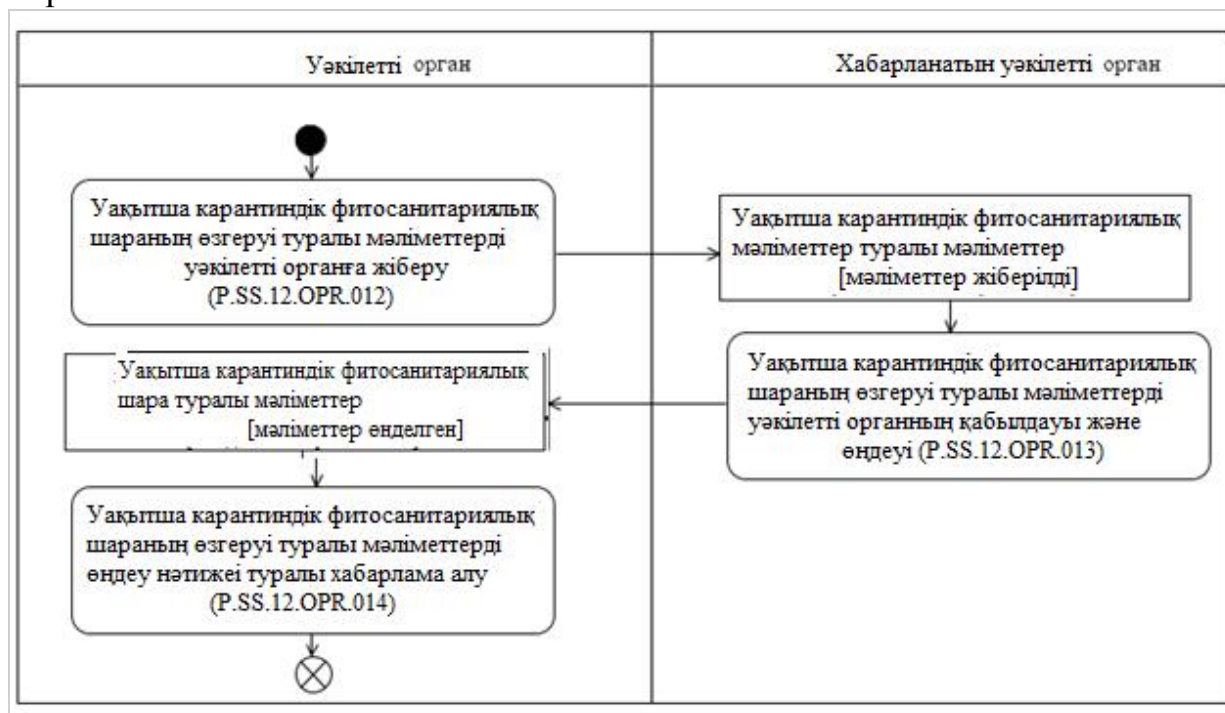 Уәкілетті орган
Хабарланатын уәкілетті орган
Уақытша карантиндік фитосанитариялық
шараның өзгеруі туралы мәліметтерді
уәкілетті органға жіберу
(P.SS.12.OPR.012)
Уақытша карантиндік фитосанитариялық
мәліметтер туралы мәліметтер
[мәліметтер жіберілді]
Уақытша карантиндік фитосанитариялық
шараның өзгеруі туралы мәліметтерді
уәкілетті органның қабылдауы және
өңдеуі (P.SS.12.OPR.013)
Уақытша карантиндік фитосанитариялық
шара туралы мәліметтер
[мәліметтер өңделген]
Уақытша карантиндік фитосанитариялық
шараның өзгеруі туралы мәліметтерді
өңдеу нәтижеі туралы хабарлама алу
(P.SS.12.OPR.014)